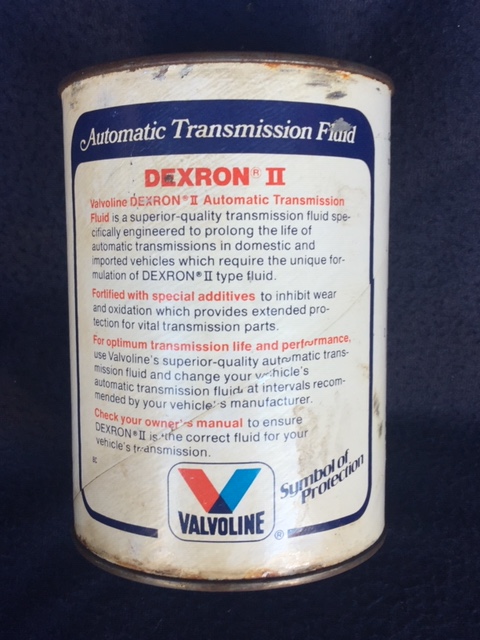 Automatic Transmission Fluid
DEXRON® II
Valvoline DEXRON® II Automatic Transmission
Fluid is a superior-quality transmission fluid spe-
cifically engineered to prolong the life of
automatic transmissions in domestic and
imported vehicles which require the unique for-
mulation of DEXRON® II type fluid.
Fortified with special additives to inhibit wear
and oxidation which provides extended pro-
tection for vital transmission parts.
For optimum transmission life and performance,
use Valvoline's superior-quality automatic trans-
mission fluid and change your vehicle's
automatic transmission fluid at intervals recom-
mended by your vehicle's manufacturer.
Check your owner's manual to ensure
DEXRON® II is the correct fluid for your
vehicle's transmission.
Symbol of
Protection
VALVOLINE ®